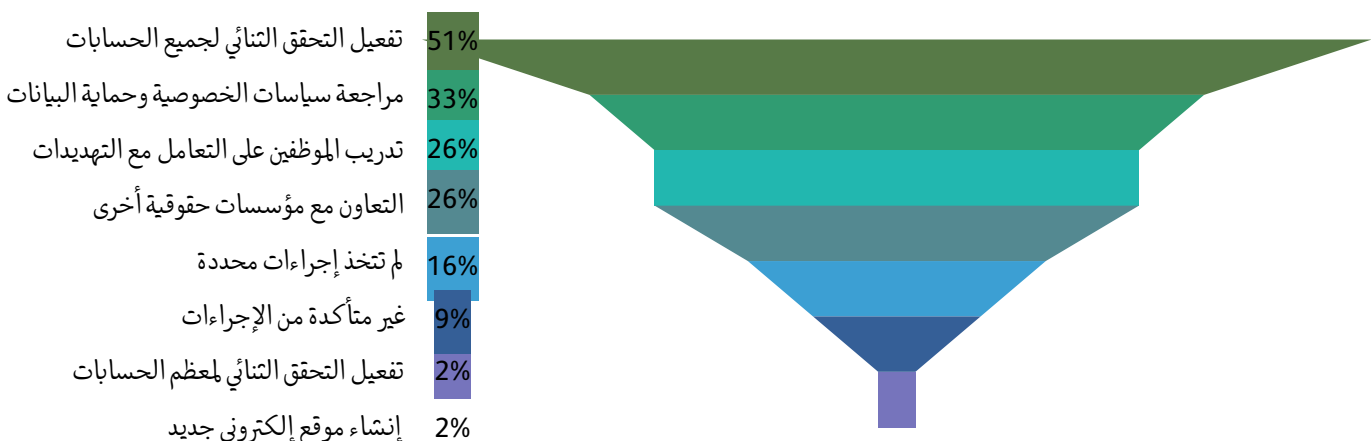 تفعيل التحقق الثنائي لجميع الحسابات 51%
مراجعة سياسات الخصوصية وحماية البيانات 33%
تدريب الموظفين على التعامل مع التهديدات 26%
التعاون مع مؤسسات حقوقية أخرى 26%
لم تتخذ إجراءات محددة 16%
غير متأكدة من الإجراءات 9%
تفعيل التحقق الثنائي لمعظم الحسابات 2%
إنشاء موقع إلكتروني جديد 2%